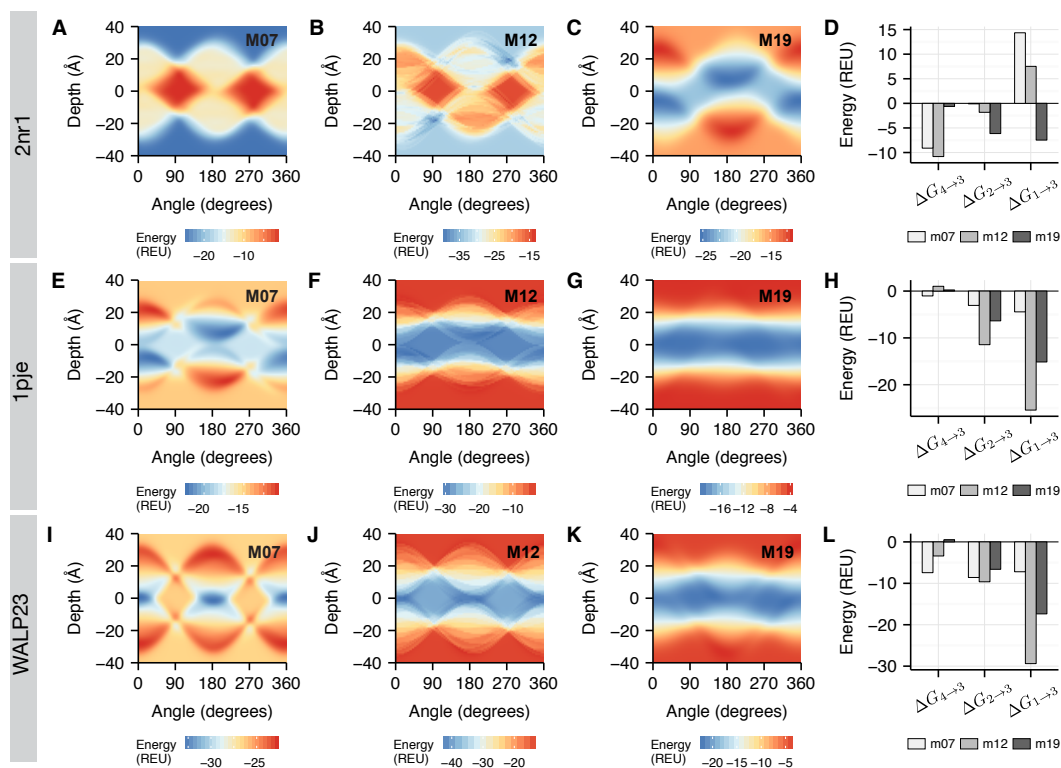 2nr1
A
M07
Depth (Å)
40
20
0
−20
−40
0 90 180 270 360
Angle (degrees)
Energy (REU)
−20 −10
B
M12
Depth (Å)
40
20
0
−20
−40
0 90 180 270 360
Angle (degrees)
Energy (REU)
−35 −25 −15
C
M19
Depth (Å)
40
20
0
−20
−40
0 90 180 270 360
Angle (degrees)
Energy (REU)
−25 −20 −15
D
Energy (REU)
15
10
5
0
−5
−10
ΔG4→3 ΔG2→3 ΔG1→3
m07 m12 m19
1pje
E
M07
Depth (Å)
40
20
0
−20
−40
0 90 180 270 360
Angle (degrees)
Energy (REU)
−20 −15
F
M12
Depth (Å)
40
20
0
−20
−40
0 90 180 270 360
Angle (degrees)
Energy (REU)
−30 −20 −10
G
M19
Depth (Å)
40
20
0
−20
−40
0 90 180 270 360
Angle (degrees)
Energy (REU)
−16 −12 −8 −4
H
Energy (REU)
0
−10
−20
ΔG4→3 ΔG2→3 ΔG1→3
m07 m12 m19
WALP23
I
M07
Depth (Å)
40
20
0
−20
−40
0 90 180 270 360
Angle (degrees)
Energy (REU)
−30 −25
J
M12
Depth (Å)
40
20
0
−20
−40
0 90 180 270 360
Angle (degrees)
Energy (REU)
−40 −30 −20
K
M19
Depth (Å)
40
20
0
−20
−40
0 90 180 270 360
Angle (degrees)
Energy (REU)
−20 −15 −10 −5
L
Energy (REU)
0
−10
−20
−30
ΔG4→3 ΔG2→3 ΔG1→3
m07 m12 m19